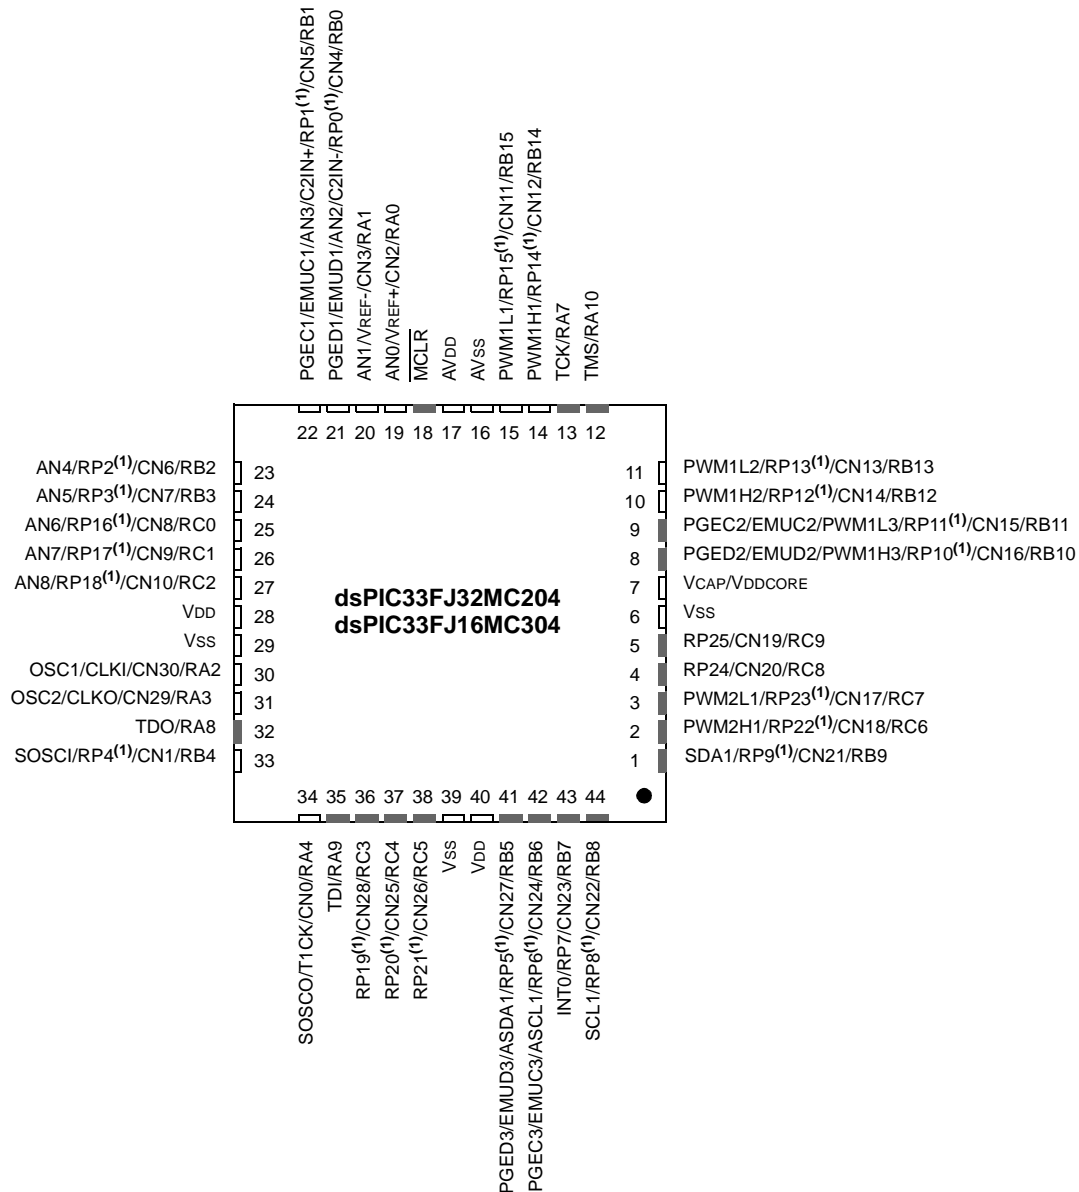 PGEC1/EMUC1/AN3/C2IN+/RP1(1)/CN5/RB1
PGED1/EMUD1/AN2/C2IN-/RP0(1)/CN4/RB0
AN1/VREF-/CN3/RA1
AN0/VREF+/CN2/RA0
MCLR
AVDD
AVSS
PWM1L1/RP15(1)/CN11/RB15
PWM1H1/RP14(1)/CN12/RB14
TCK/RA7
TMS/RA10
22 21 20 19 18 17 16 15 14 13 12
AN4/RP2(1)/CN6/RB2 23
AN5/RP3(1)/CN7/RB3 24
AN6/RP16(1)/CN8/RC0 25
AN7/RP17(1)/CN9/RC1 26
AN8/RP18(1)/CN10/RC2 27
VDD 28
VSS 29
OSC1/CLKI/CN30/RA2 30
OSC2/CLKO/CN29/RA3 31
TDO/RA8 32
SOSCI/RP4(1)/CN1/RB4 33
dsPIC33FJ32MC204
dsPIC33FJ16MC304
11 PWM1L2/RP13(1)/CN13/RB13
10 PWM1H2/RP12(1)/CN14/RB12
9 PGEC2/EMUC2/PWM1L3/RP11(1)/CN15/RB11
8 PGED2/EMUD2/PWM1H3/RP10(1)/CN16/RB10
7 VCAP/VDDCORE
6 VSS
5 RP25/CN19/RC9
4 RP24/CN20/RC8
3 PWM2L1/RP23(1)/CN17/RC7
2 PWM2H1/RP22(1)/CN18/RC6
1 SDA1/RP9(1)/CN21/RB9
34 35 36 37 38 39 40 41 42 43 44
SOSCO/T1CK/CN0/RA4
TDI/RA9
RP19(1)/CN28/RC3
RP20(1)/CN25/RC4
RP21(1)/CN26/RC5
VSS
VDD
PGED3/EMUD3/ASDA1/RP5(1)/CN27/RB5
PGEC3/EMUC3/ASCL1/RP6(1)/CN24/RB6
INT0/RP7/CN23/RB7
SCL1/RP8(1)/CN22/RB8